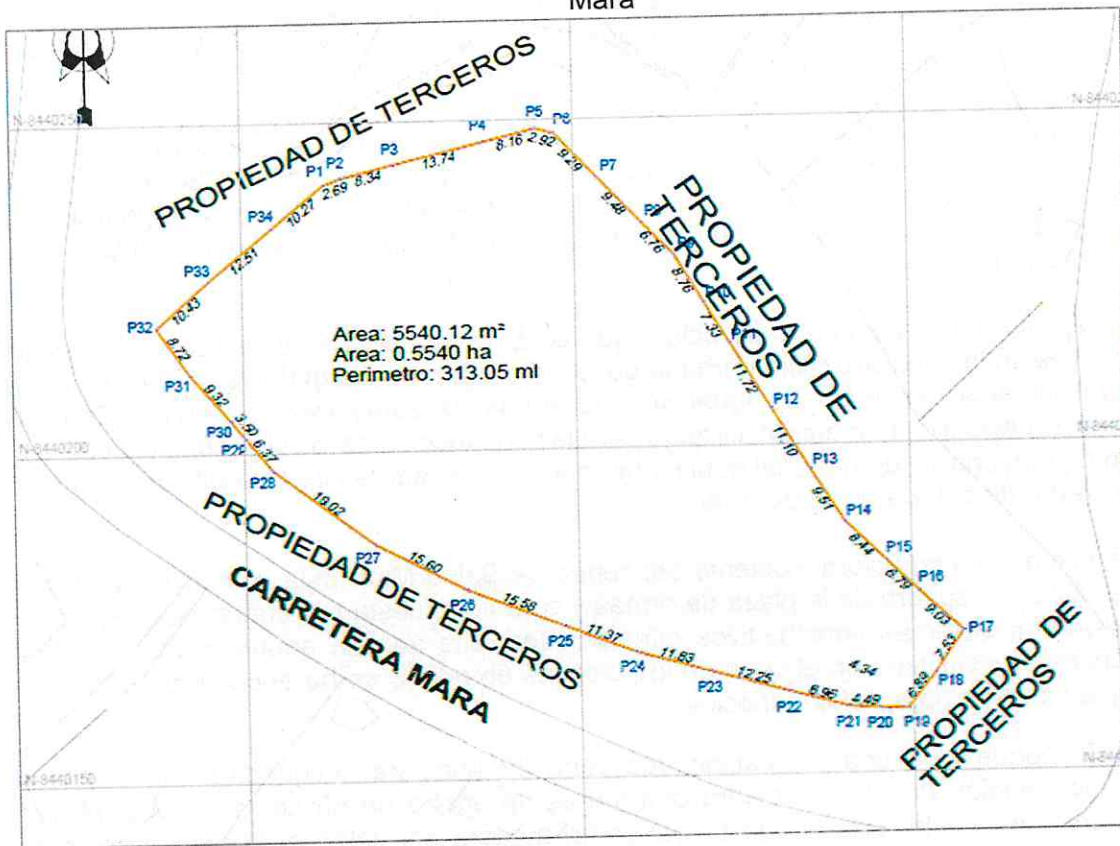 Mara
N-8440250
PROPIEDAD DE TERCEROS
P1
P2
P3
P4
P5
P6
P7
P12
P13
P14
P15
P16
P17
P18
P19
P20
P21
P22
P23
P24
P25
P26
P27
P28
P29
P30
P31
P32
P33
P34
2.69
8.34
13.74
8.16
2.92
9.29
9.48
6.76
8.76
7.33
11.72
11.10
9.51
8.44
6.79
9.03
7.83
6.89
4.34
4.49
6.96
12.25
11.63
11.37
15.58
15.60
19.02
6.37
3.50
9.32
8.72
10.43
12.51
10.27
PROPIEDAD DE
TERCEROS
Area: 5540.12 m²
Area: 0.5540 ha
Perimetro: 313.05 ml
N-8440200
PROPIEDAD DE TERCEROS
CARRETERA MARA
PROPIEDAD DE
TERCEROS
N-8440150